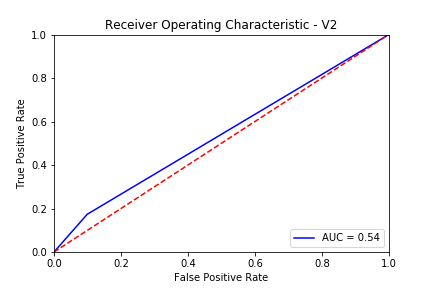 Receiver Operating Characteristic - V2
True Positive Rate
1.0
0.8
0.6
0.4
0.2
0.0
AUC = 0.54
0.0 0.2 0.4 0.6 0.8 1.0
False Positive Rate